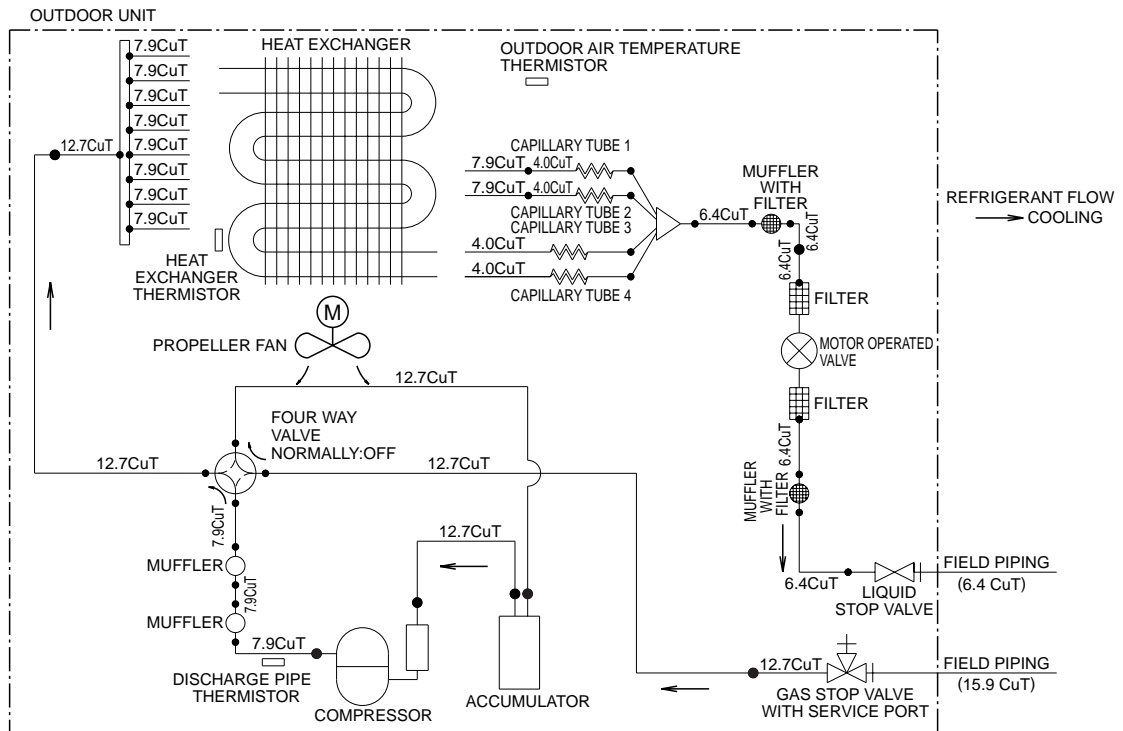 OUTDOOR UNIT
7.9CuT
7.9CuT
7.9CuT
7.9CuT
7.9CuT
7.9CuT
7.9CuT
7.9CuT
12.7CuT
HEAT EXCHANGER
HEAT
EXCHANGER
THERMISTOR
OUTDOOR AIR TEMPERATURE
THERMISTOR
CAPILLARY TUBE 1
7.9CuT
4.0CuT
7.9CuT
4.0CuT
CAPILLARY TUBE 2
CAPILLARY TUBE 3
4.0CuT
4.0CuT
CAPILLARY TUBE 4
6.4CuT
MUFFLER
WITH
FILTER
6.4CuT
6.4CuT
FILTER
MOTOR OPERATED
VALVE
FILTER
6.4CuT
MUFFLER
WITH
FILTER
6.4CuT
LIQUID
STOP VALVE
FIELD PIPING
(6.4 CuT)
REFRIGERANT FLOW
COOLING
M
PROPELLER FAN
12.7CuT
FOUR WAY
VALVE
NORMALLY:OFF
12.7CuT
12.7CuT
7.9CuT
MUFFLER
7.9CuT
MUFFLER
7.9CuT
DISCHARGE PIPE
THERMISTOR
COMPRESSOR
12.7CuT
ACCUMULATOR
12.7CuT
GAS STOP VALVE
WITH SERVICE PORT
FIELD PIPING
(15.9 CuT)